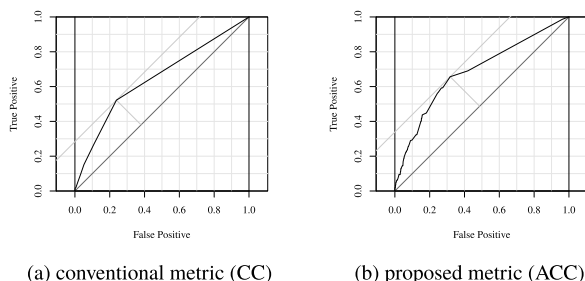 1.0
0.8
0.6
0.4
0.2
0.0
True Positive
0.0 0.2 0.4 0.6 0.8 1.0
False Positive
(a) conventional metric (CC)
1.0
0.8
0.6
0.4
0.2
0.0
True Positive
0.0 0.2 0.4 0.6 0.8 1.0
False Positive
(b) proposed metric (ACC)